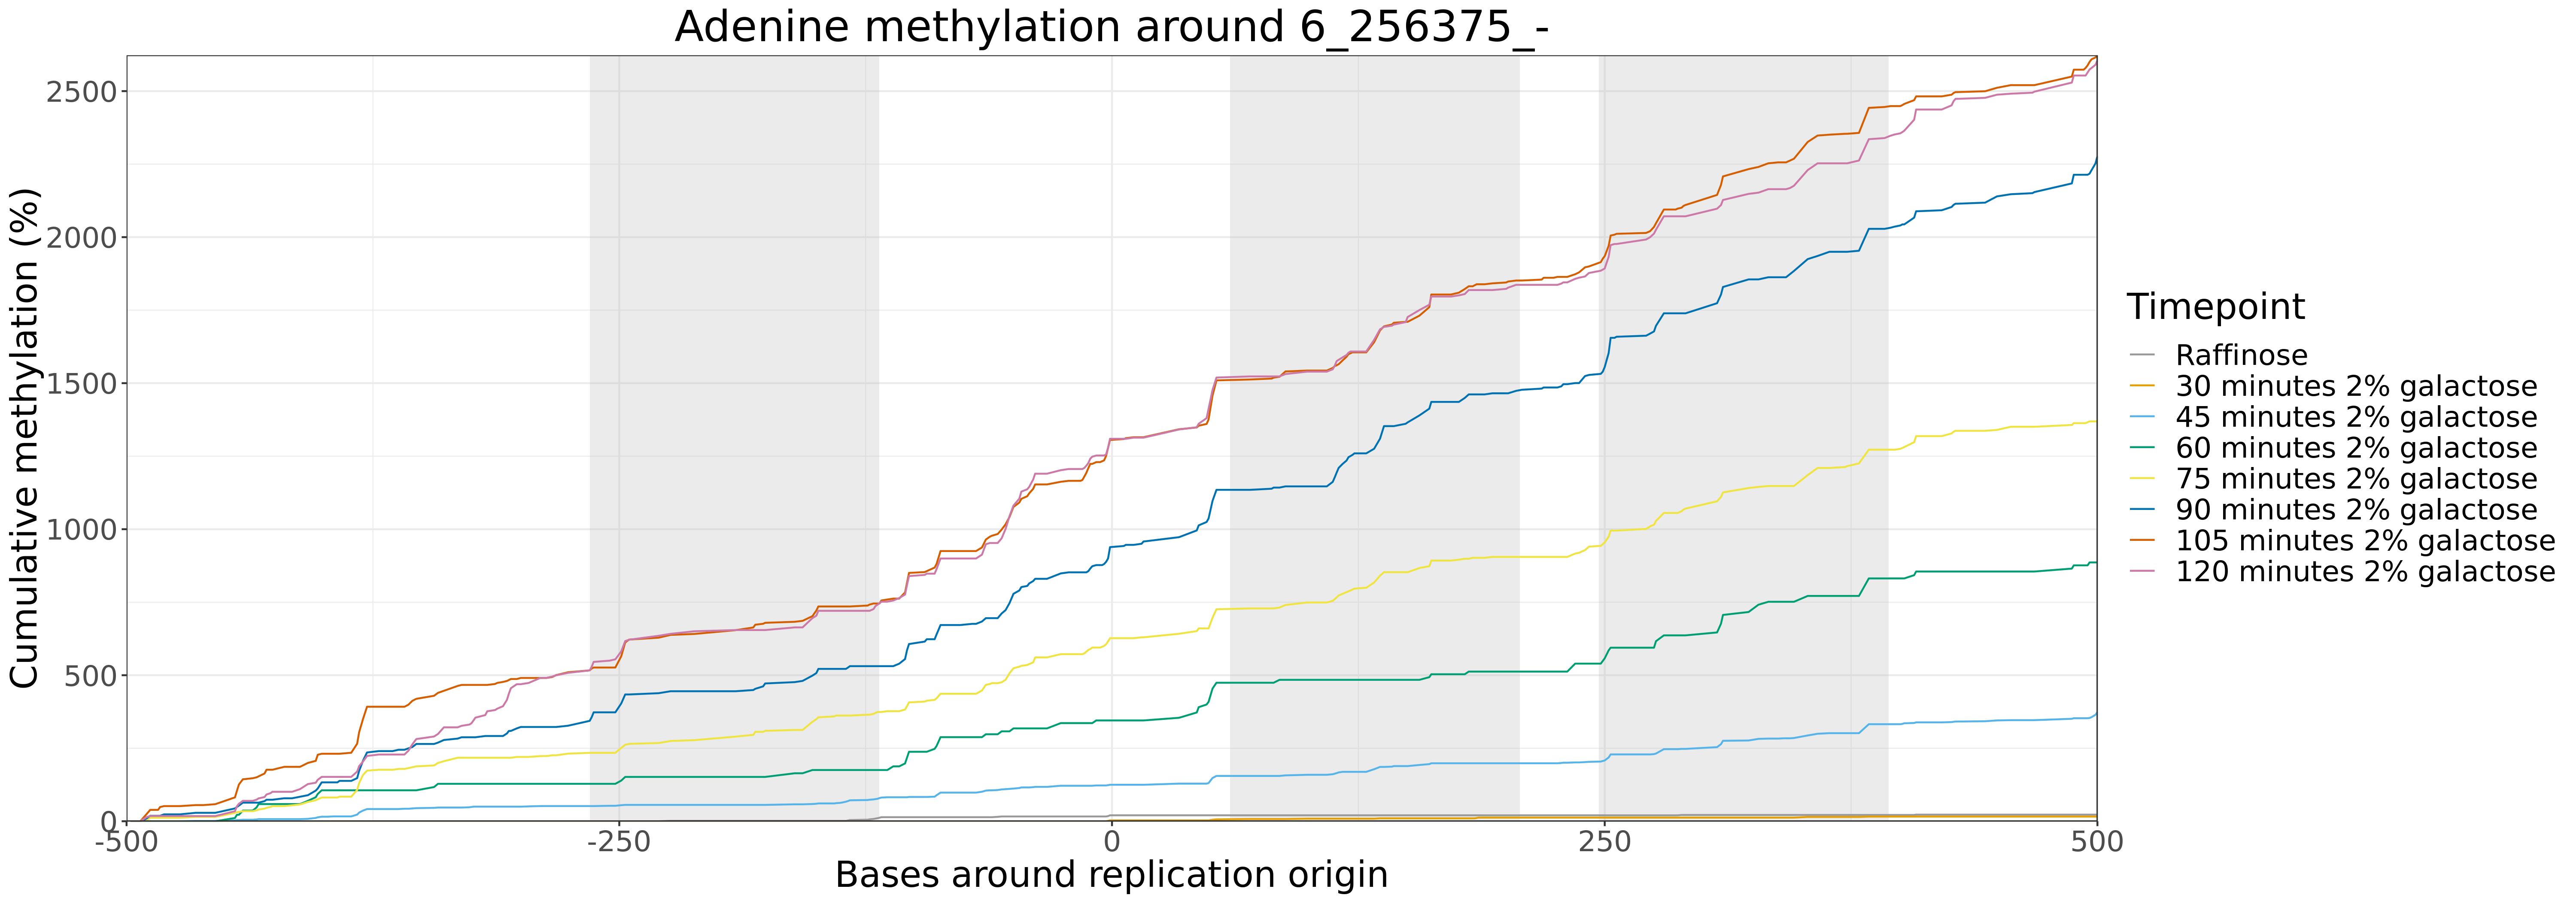 Adenine methylation around 6_256375_-
Cumulative methylation (%)
2500
2000
1500
1000
500
0
-500
-250
0
250
500
Bases around replication origin
Timepoint
Raffinose
30 minutes 2% galactose
45 minutes 2% galactose
60 minutes 2% galactose
75 minutes 2% galactose
90 minutes 2% galactose
105 minutes 2% galactose
120 minutes 2% galactose